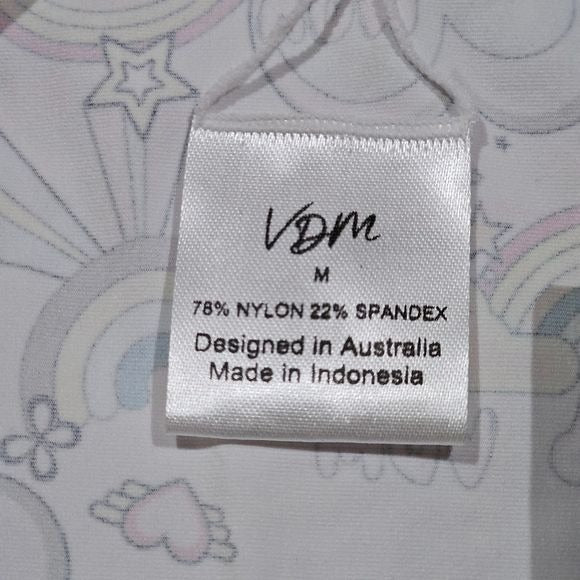 VDM
M
78% NYLON 22% SPANDEX
Designed in Australia
Made in Indonesia